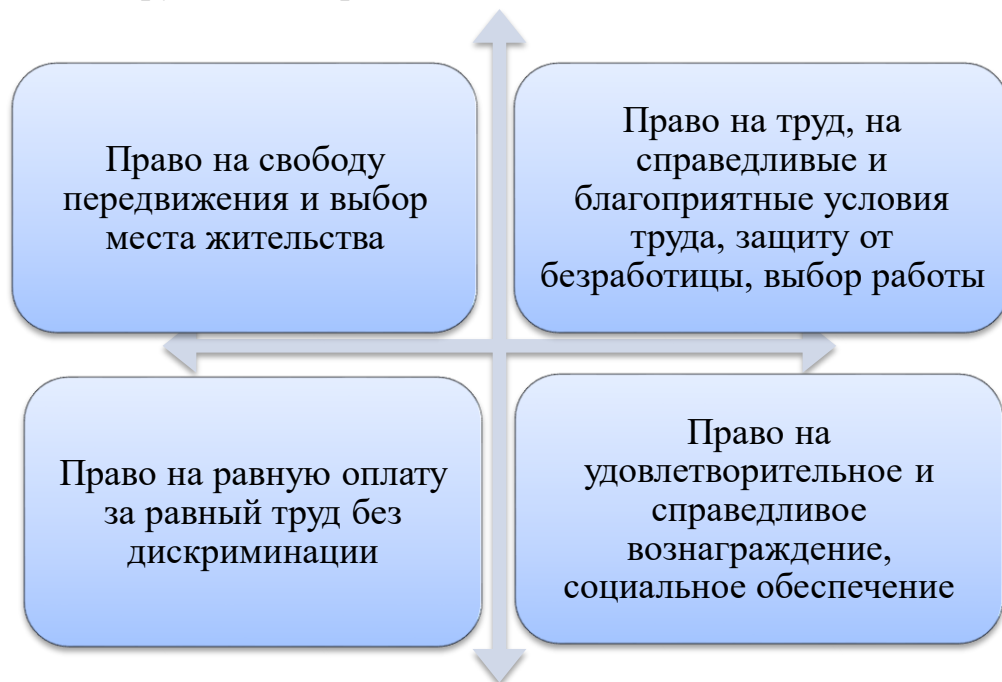 Право на свободу
передвижения и выбор
места жительства
Право на труд, на
справедливые и
благоприятные условия
труда, защиту от
безработицы, выбор работы
Право на равную оплату
за равный труд без
дискриминации
Право на
удовлетворительное и
справедливое
вознаграждение,
социальное обеспечение